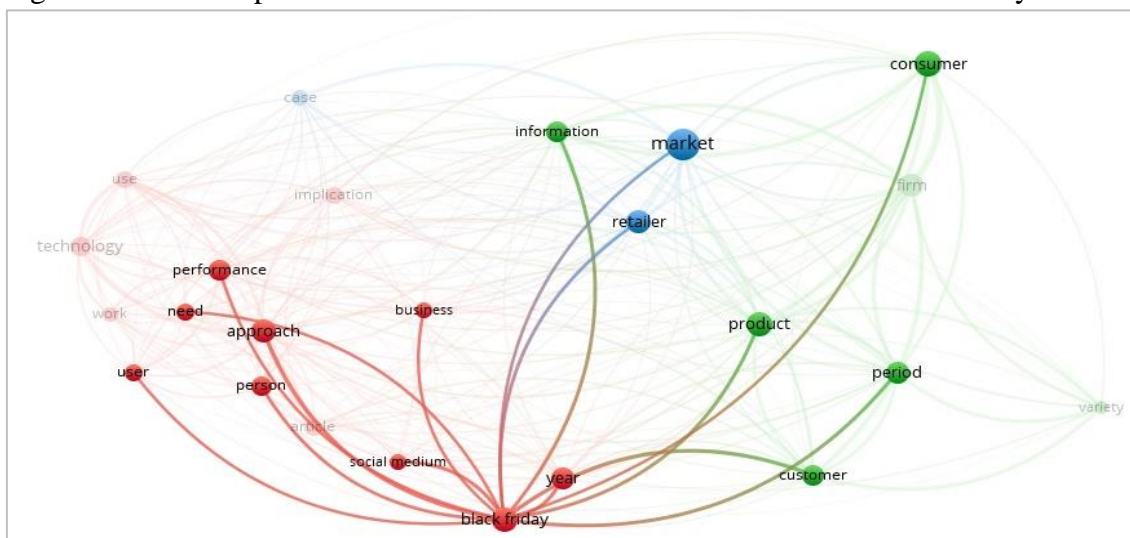 consumer
case
information
market
use
implication
firm
retailer
technology
performance
need
business
work
approach
product
user
person
period
variety
article
social medium
year
customer
black friday